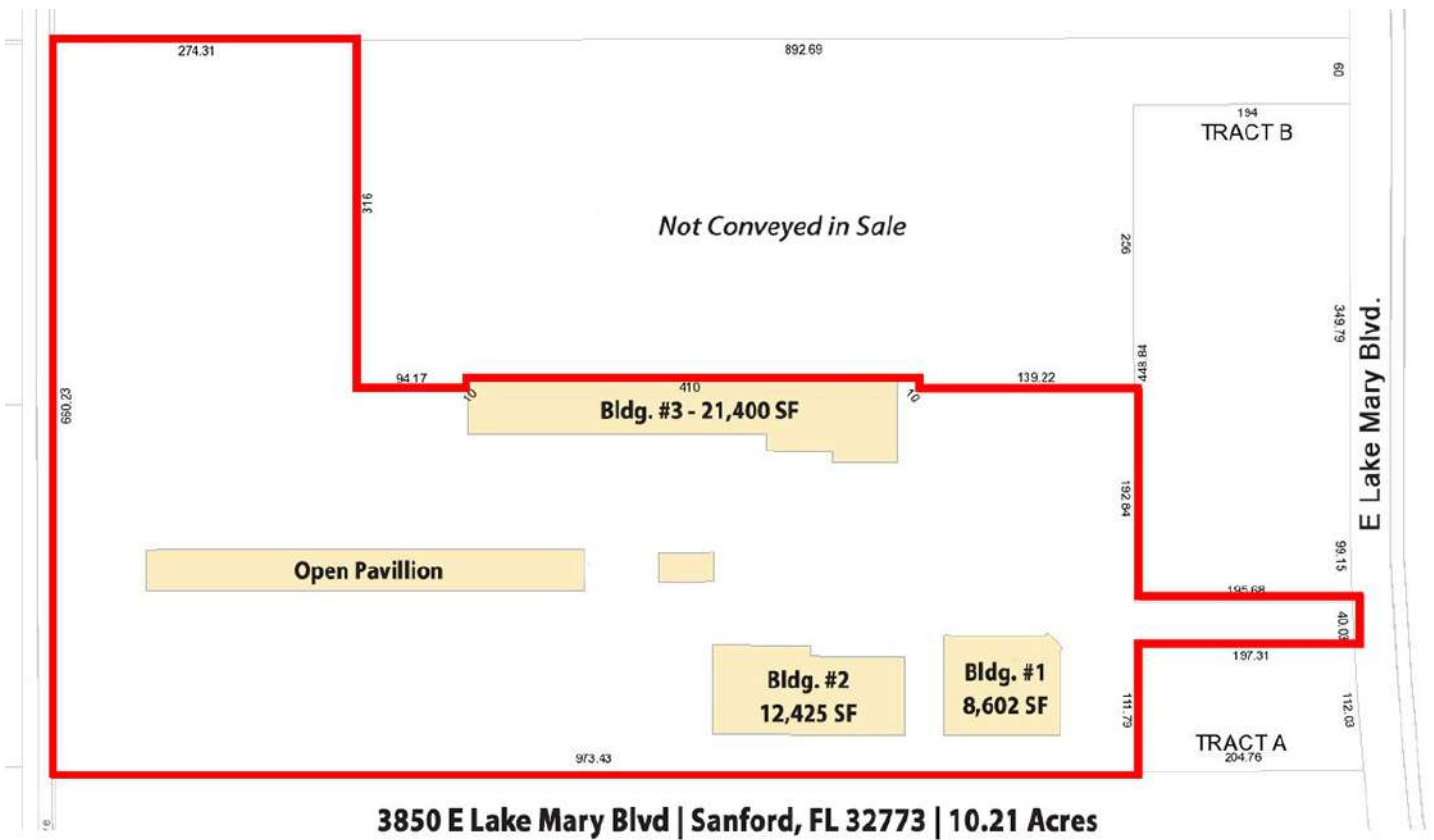 274.31
892.69
60
194
TRACT B
316
Not Conveyed in Sale
256
349.79
E Lake Mary Blvd.
448.84
660.23
94.17
10
410
10
139.22
Bldg. #3 - 21,400 SF
192.84
99.15
Open Pavillion
195.68
40.03
197.31
Bldg. #2
12,425 SF
Bldg. #1
8,602 SF
111.79
112.03
TRACT A
204.76
973.43
3850 E Lake Mary Blvd | Sanford, FL 32773 | 10.21 Acres